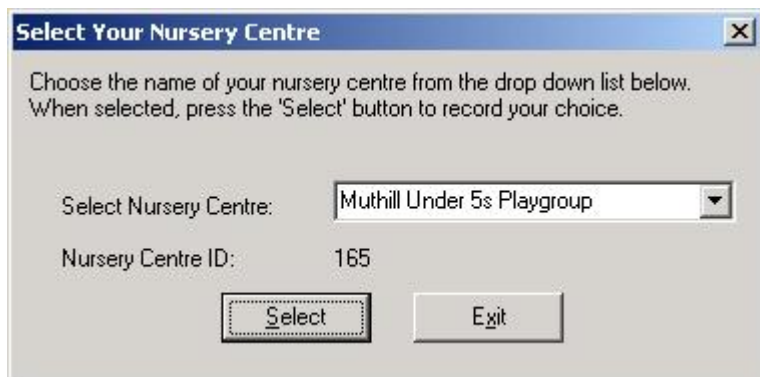 Select Your Nursery Centre
Choose the name of your nursery centre from the drop down list below.
When selected, press the 'Select' button to record your choice.
Select Nursery Centre: Muthill Under 5s Playgroup
Nursery Centre ID: 165
Select Exit